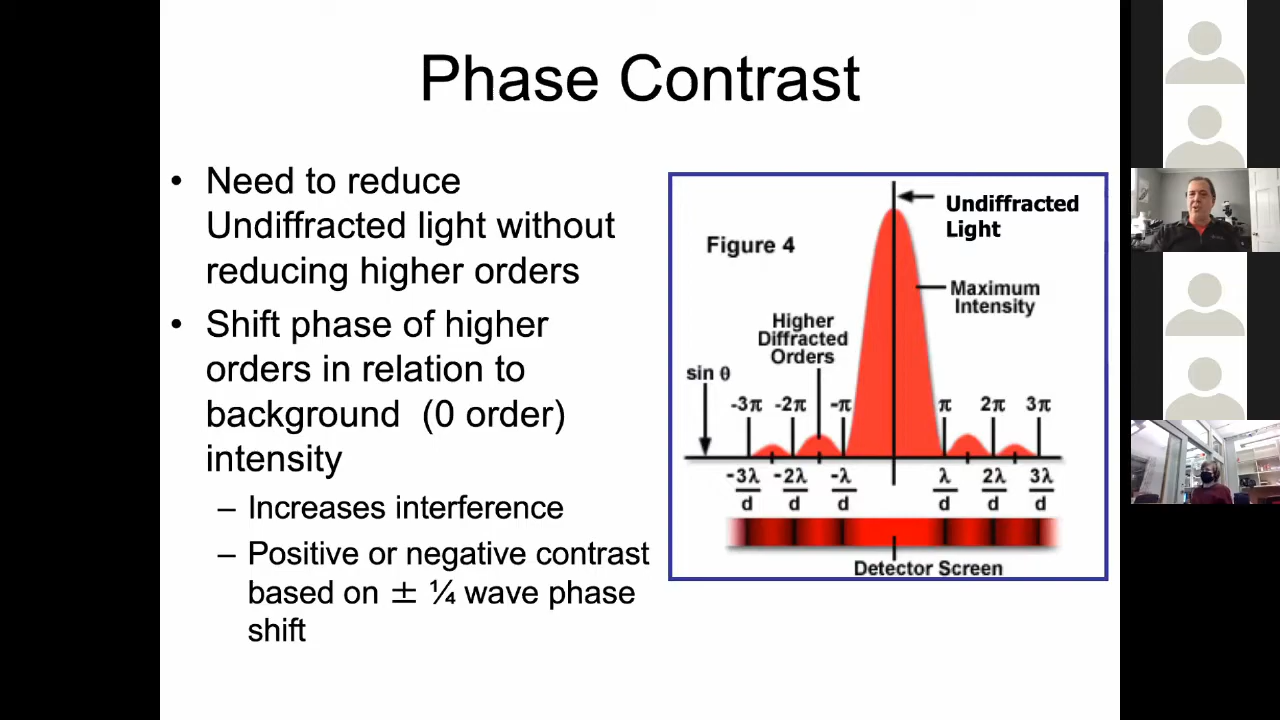 Phase Contrast
• Need to reduce
Undiffracted light without
reducing higher orders
• Shift phase of higher
orders in relation to
background (0 order)
intensity
– Increases interference
– Positive or negative contrast
based on ± ¼ wave phase
shift
Undiffracted
Light
Figure 4
Maximum
Intensity
Higher
Diffracted
Orders
sin θ
-3π -2π -π π 2π 3π
-3λ -2λ -λ λ 2λ 3λ
d d d d d d
Detector Screen